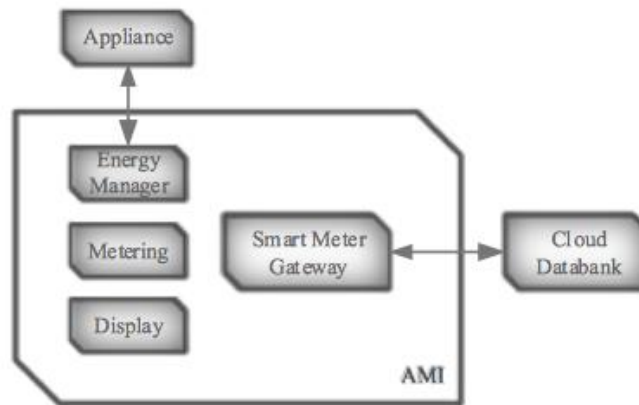 Appliance
Energy
Manager
Metering
Display
Smart Meter
Gateway
Cloud
Databank
AMI